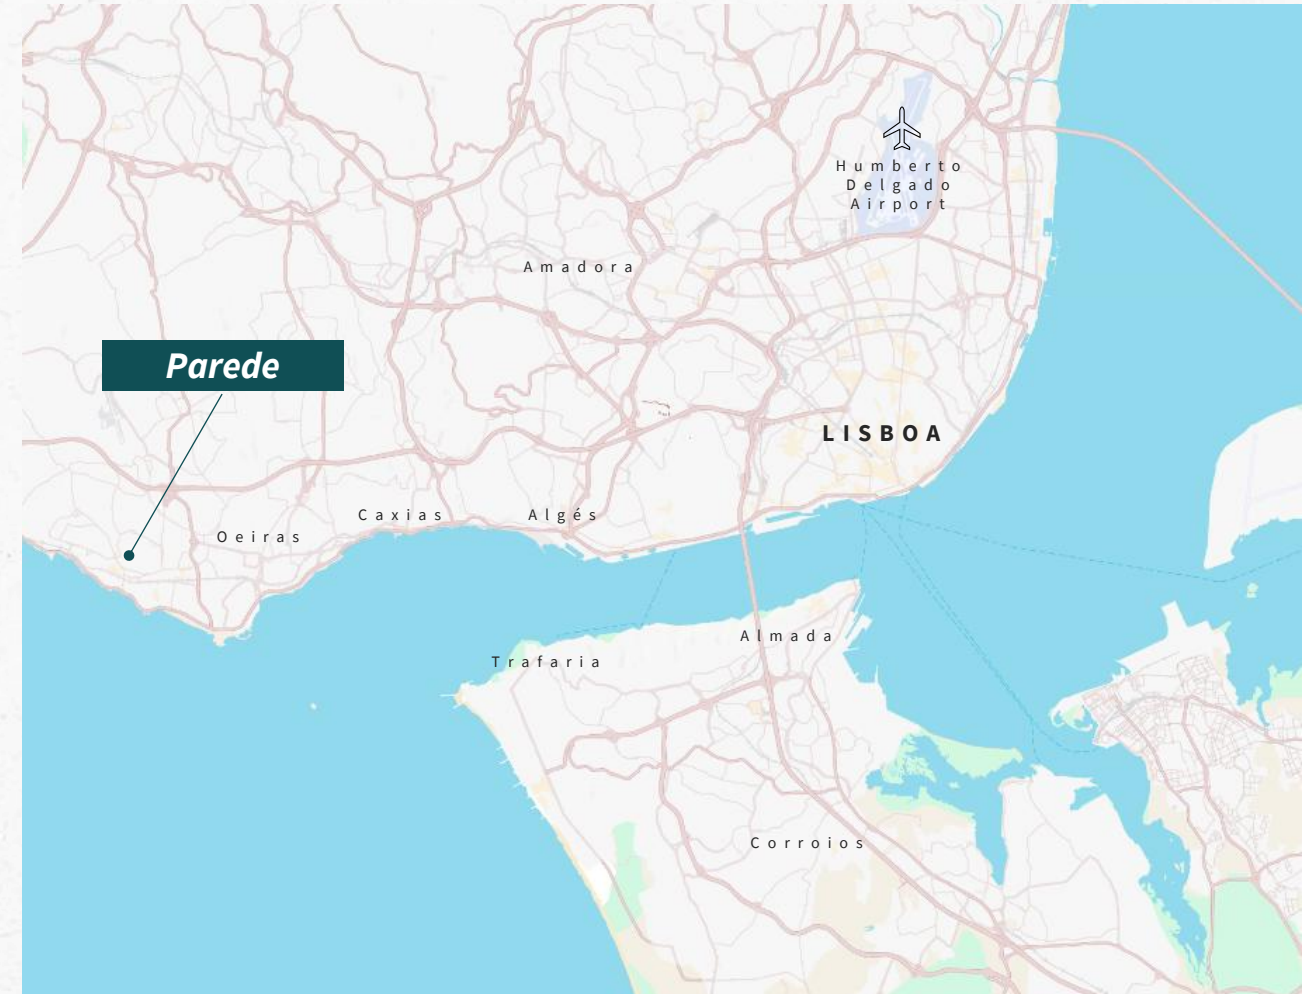 Humberto
Delgado
Airport
Amadora
Parede
LISBOA
Caxias
Algés
Oeiras
Almada
Trafaria
Corroios